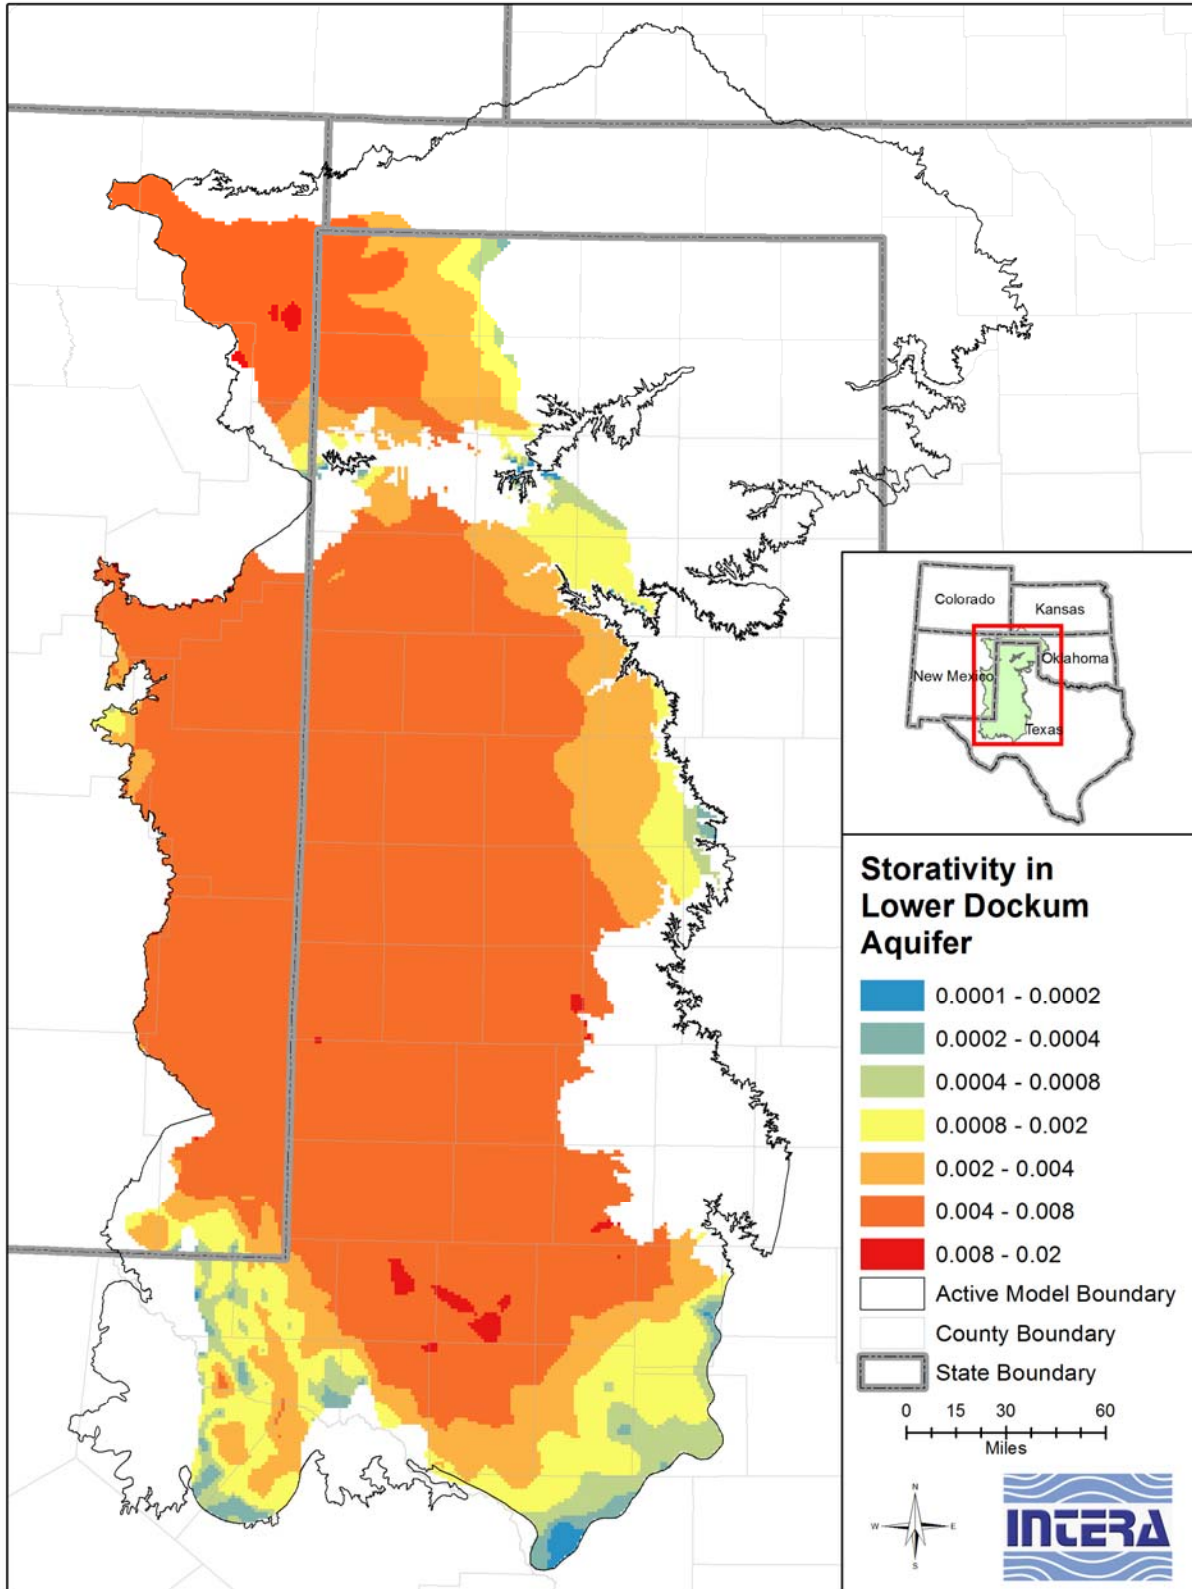 Colorado
Kansas
New Mexico
Oklahoma
Texas
Storativity in
Lower Dockum
Aquifer
0.0001 - 0.0002
0.0002 - 0.0004
0.0004 - 0.0008
0.0008 - 0.002
0.002 - 0.004
0.004 - 0.008
0.008 - 0.02
Active Model Boundary
County Boundary
State Boundary
0 15 30 60
Miles
N
W E
S
INTERA